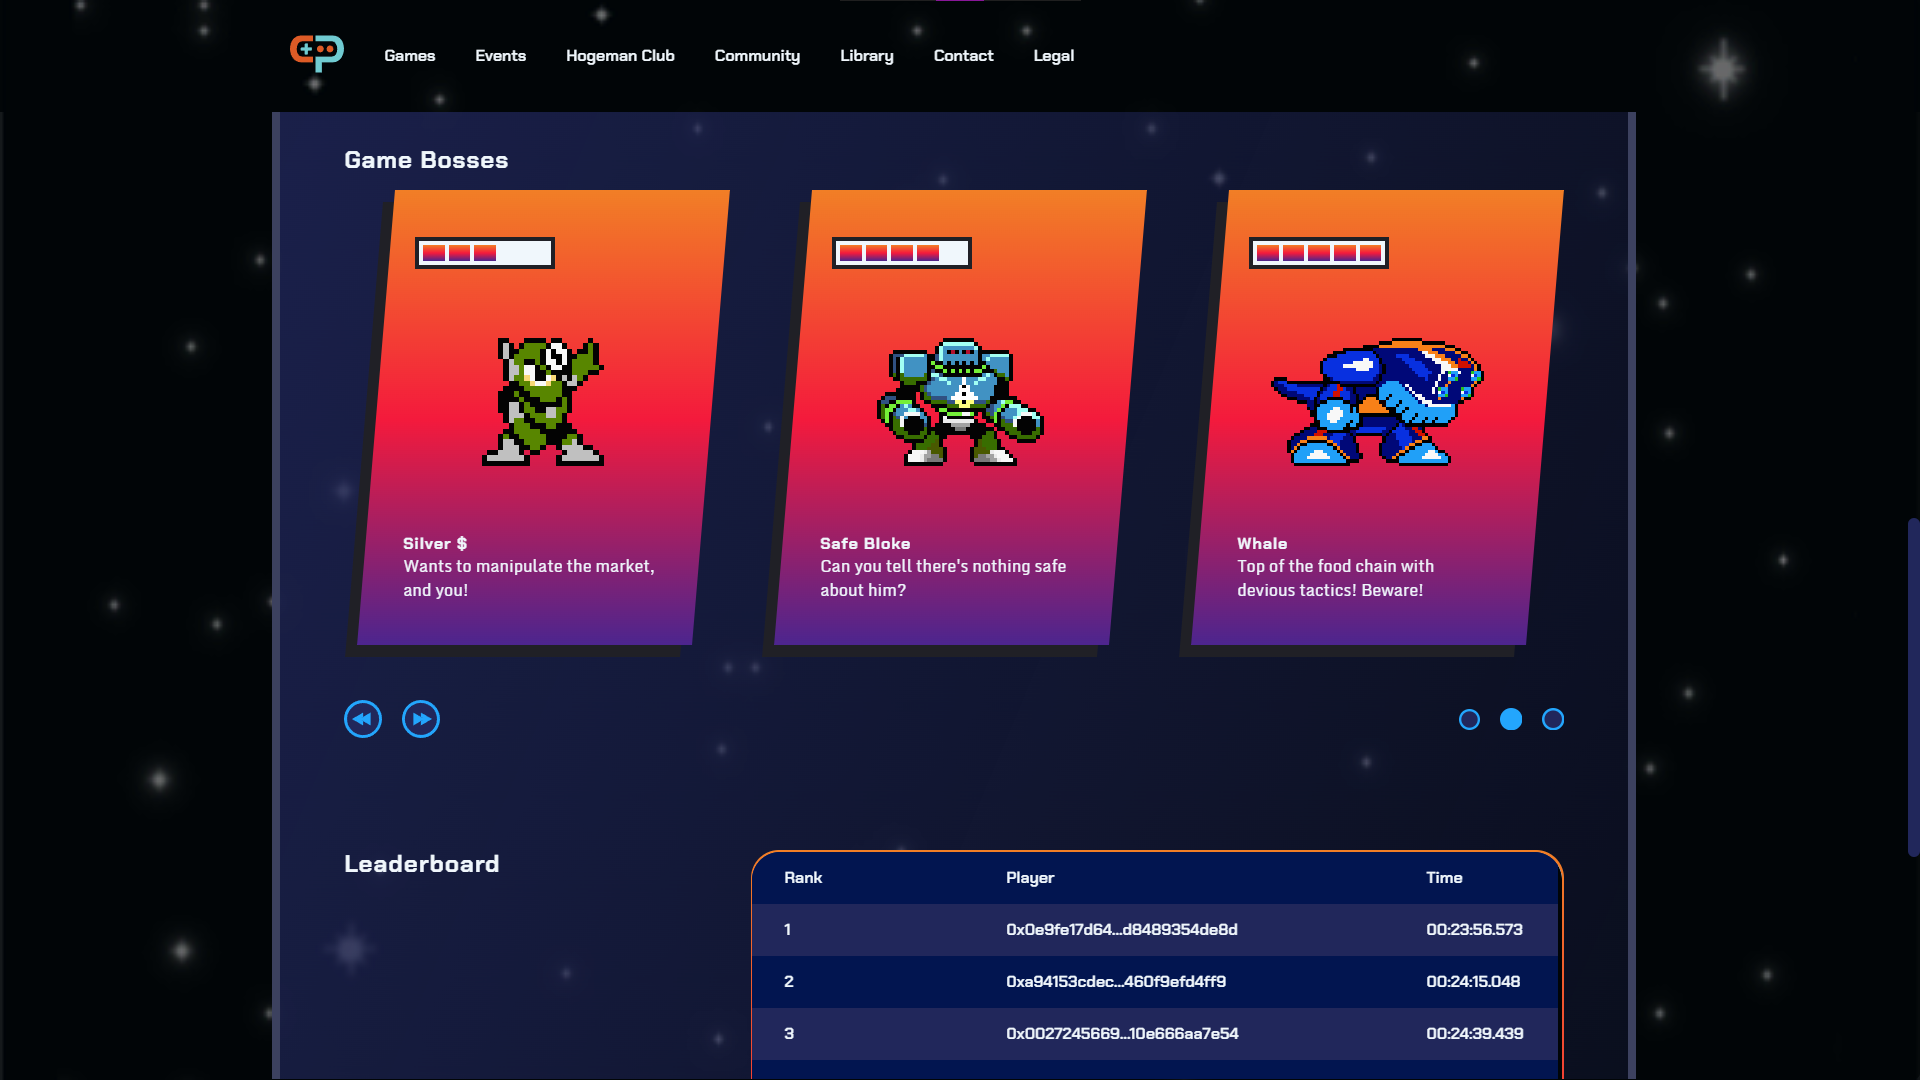 Games Events Hogeman Club Community Library Contact Legal
Game Bosses
Silver $
Wants to manipulate the market,
and you!
Safe Bloke
Can you tell there's nothing safe
about him?
Whale
Top of the food chain with
devious tactics! Beware!
Leaderboard
Rank Player Time
1 0x0e9fe17d64...d8489354de8d 00:23:56.573
2 0xa94153cdec...460f9efd4ff9 00:24:15.048
3 0x0027245669...10e666aa7e54 00:24:39.439